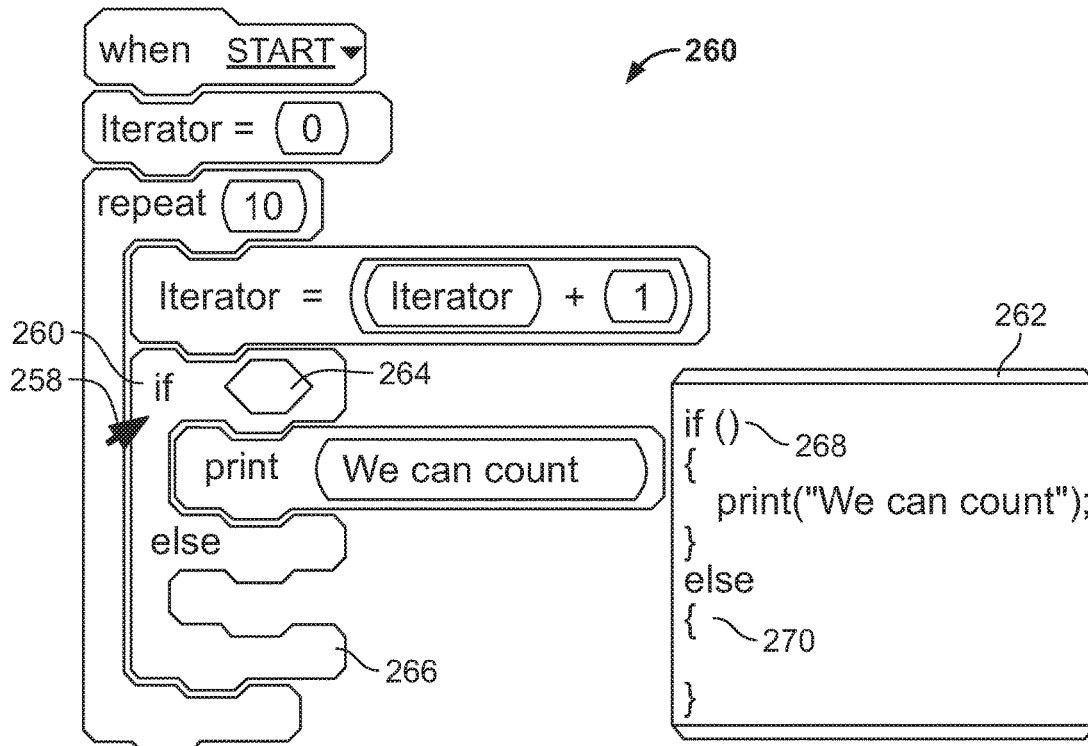 when START
260
Iterator = 0
repeat 10
Iterator = Iterator + 1
260
258
if
264
print We can count
else
266
262
if () 268
{
print("We can count");
}
else
{ 270
}